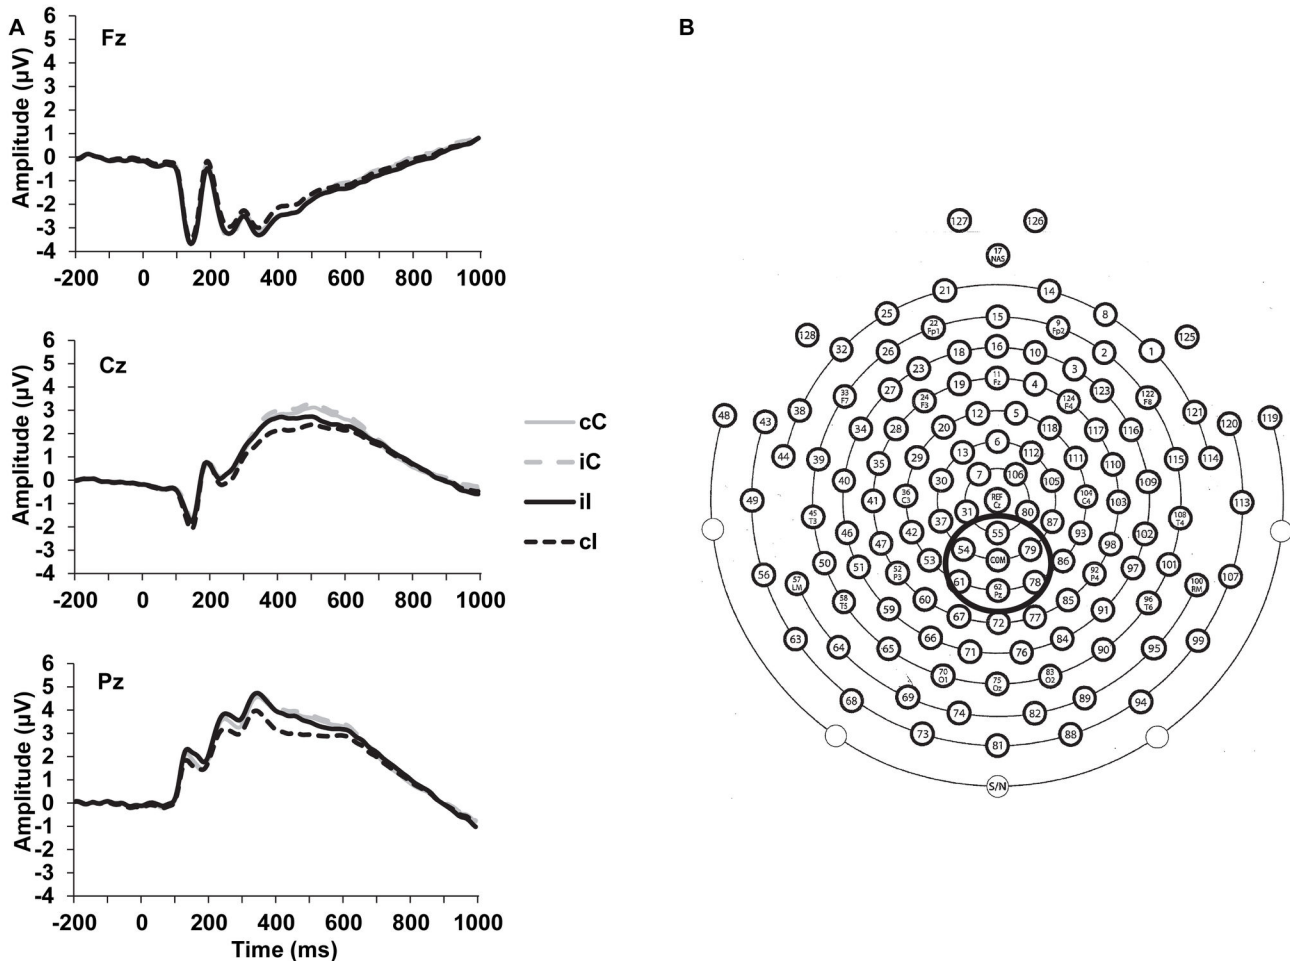 A
Fz
Amplitude (µV)
6
5
4
3
2
1
0
-1
-2
-3
-4
-200 0 200 400 600 800 1000
Cz
Amplitude (µV)
6
5
4
3
2
1
0
-1
-2
-3
-4
-200 0 200 400 600 800 1000
cC
iC
iI
cI
Pz
Amplitude (µV)
6
5
4
3
2
1
0
-1
-2
-3
-4
-200 0 200 400 600 800 1000
Time (ms)
B
127 126
17 NAS
21 14
25 8
22 Fp1 15 9 Fp2
128 125
32 26 18 16 10 2 1
23 3
27 19 11 Fz 4 123
33 F7 24 F3 124 F4 122 F8
48 43 38 12 5 121 120 119
34 28 20 118 117 116
6
44 39 35 29 13 112 111 110 115 114
40 30 7 106 105 109
49 41 36 C3 REF Cz 104 C4 103 113
45 T3 37 31 80 87 108 T4
46 42 55 93 102
47 54 79 98
50 51 53 COM 86 97 101
56 57 LM 52 P3 61 62 Pz 78 92 P4 100 RM 107
58 T5 59 60 85 91 96 T6
67 72 77
63 66 84 99
64 65 71 76 90 95
70 O1 75 Oz 83 O2
68 69 89 94
74 82
73 81 88
S/N